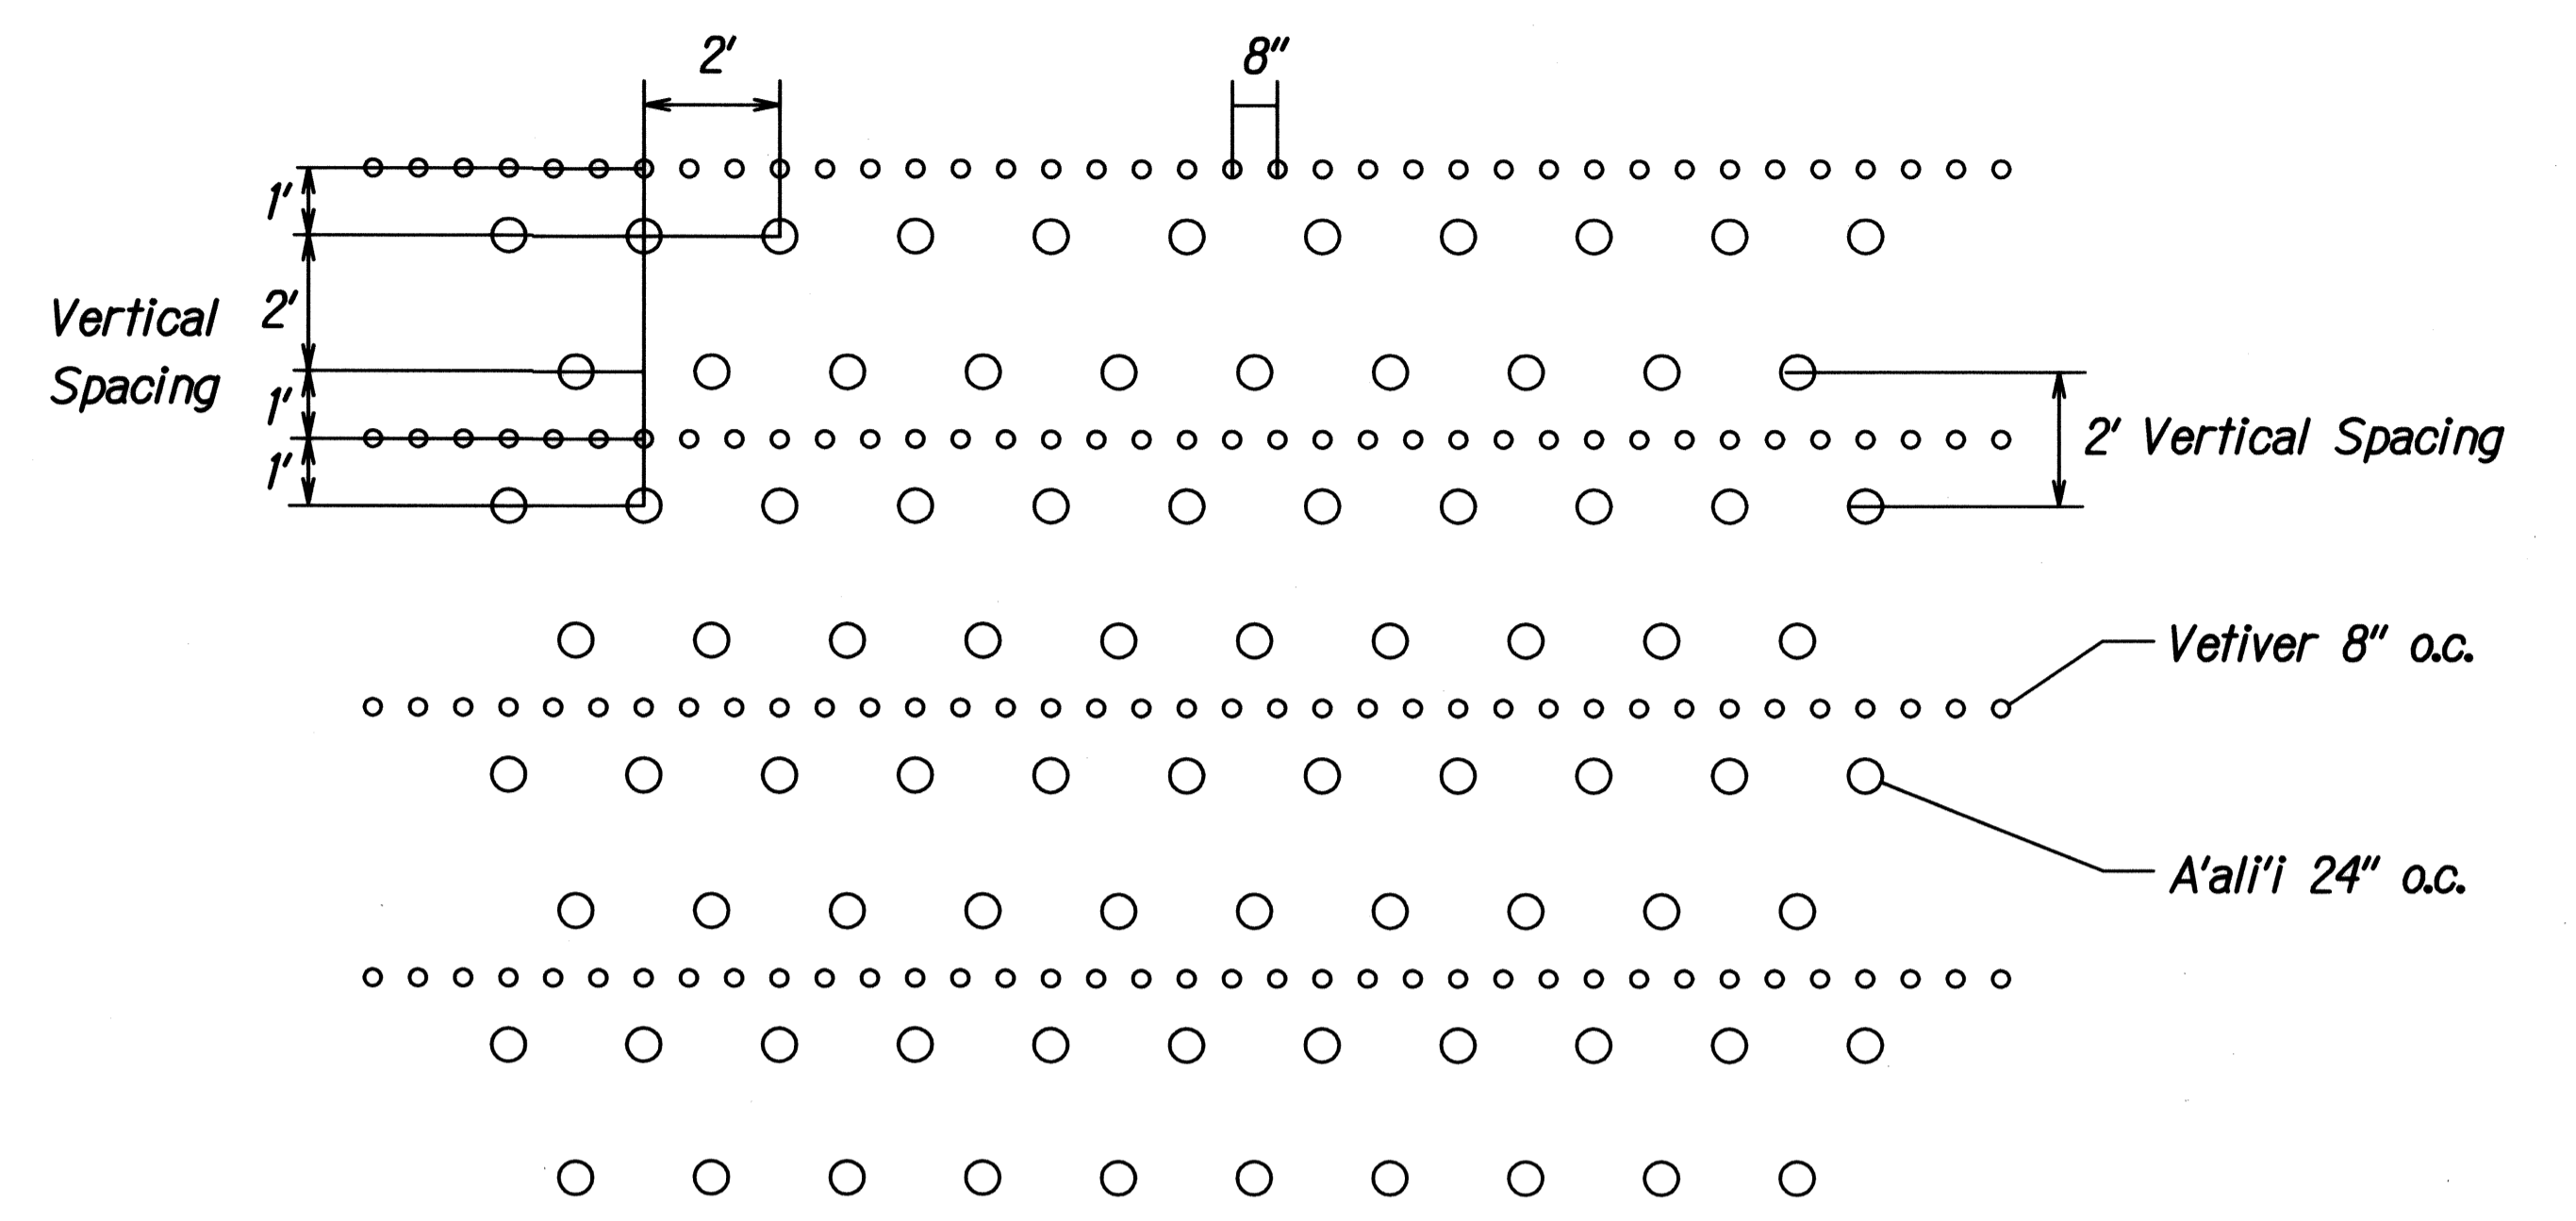 2'
8"
1'
2'
Vertical
Spacing
1'
1'
2' Vertical Spacing
Vetiver 8" o.c.
A'ali'i 24" o.c.